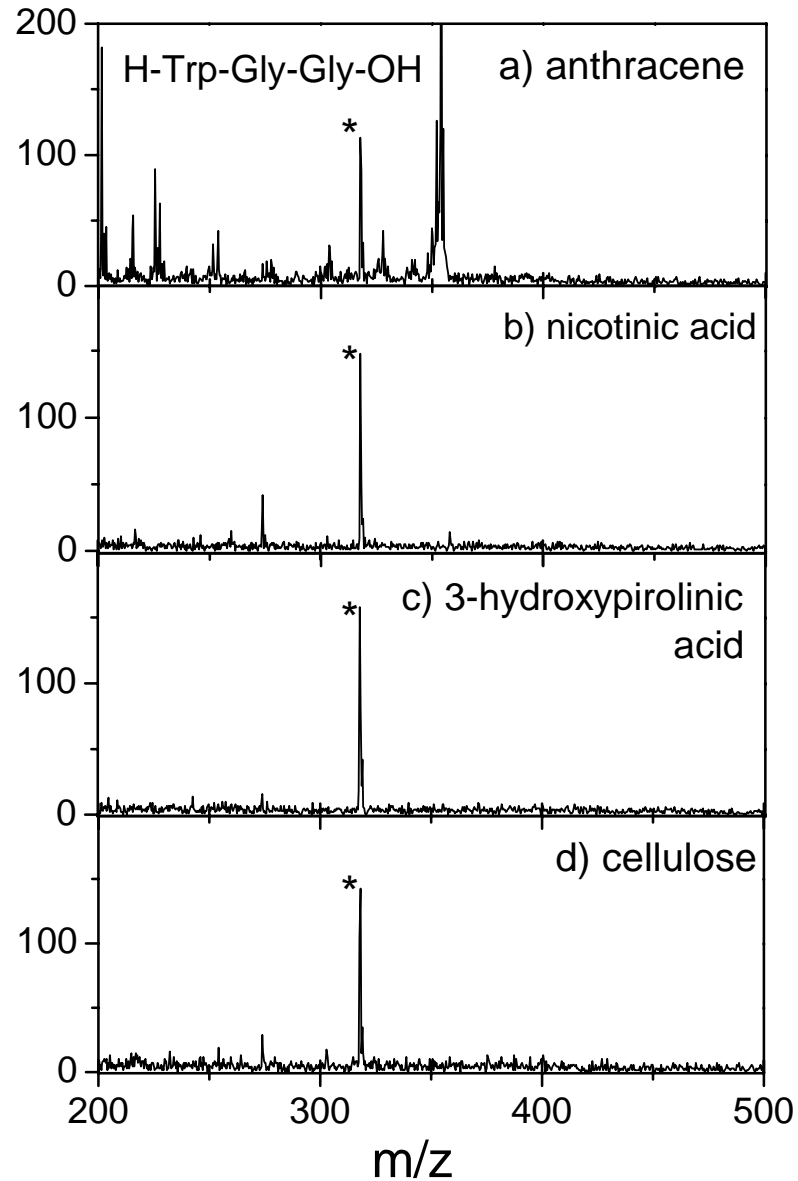 200
H-Trp-Gly-Gly-OH
a) anthracene
*
100
0
b) nicotinic acid
*
100
0
c) 3-hydroxypirolinic
acid
*
100
0
d) cellulose
*
100
0
200
300
400
500
m/z